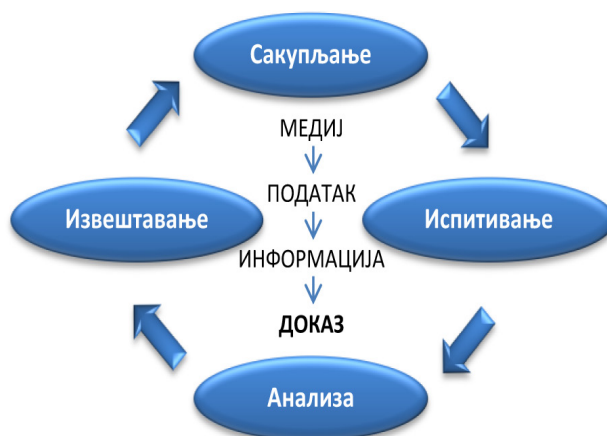 Сакупљање
МЕДИЈ
ПОДАТАК
Извештавање
Испитивање
ИНФОРМАЦИЈА
ДОКАЗ
Анализа